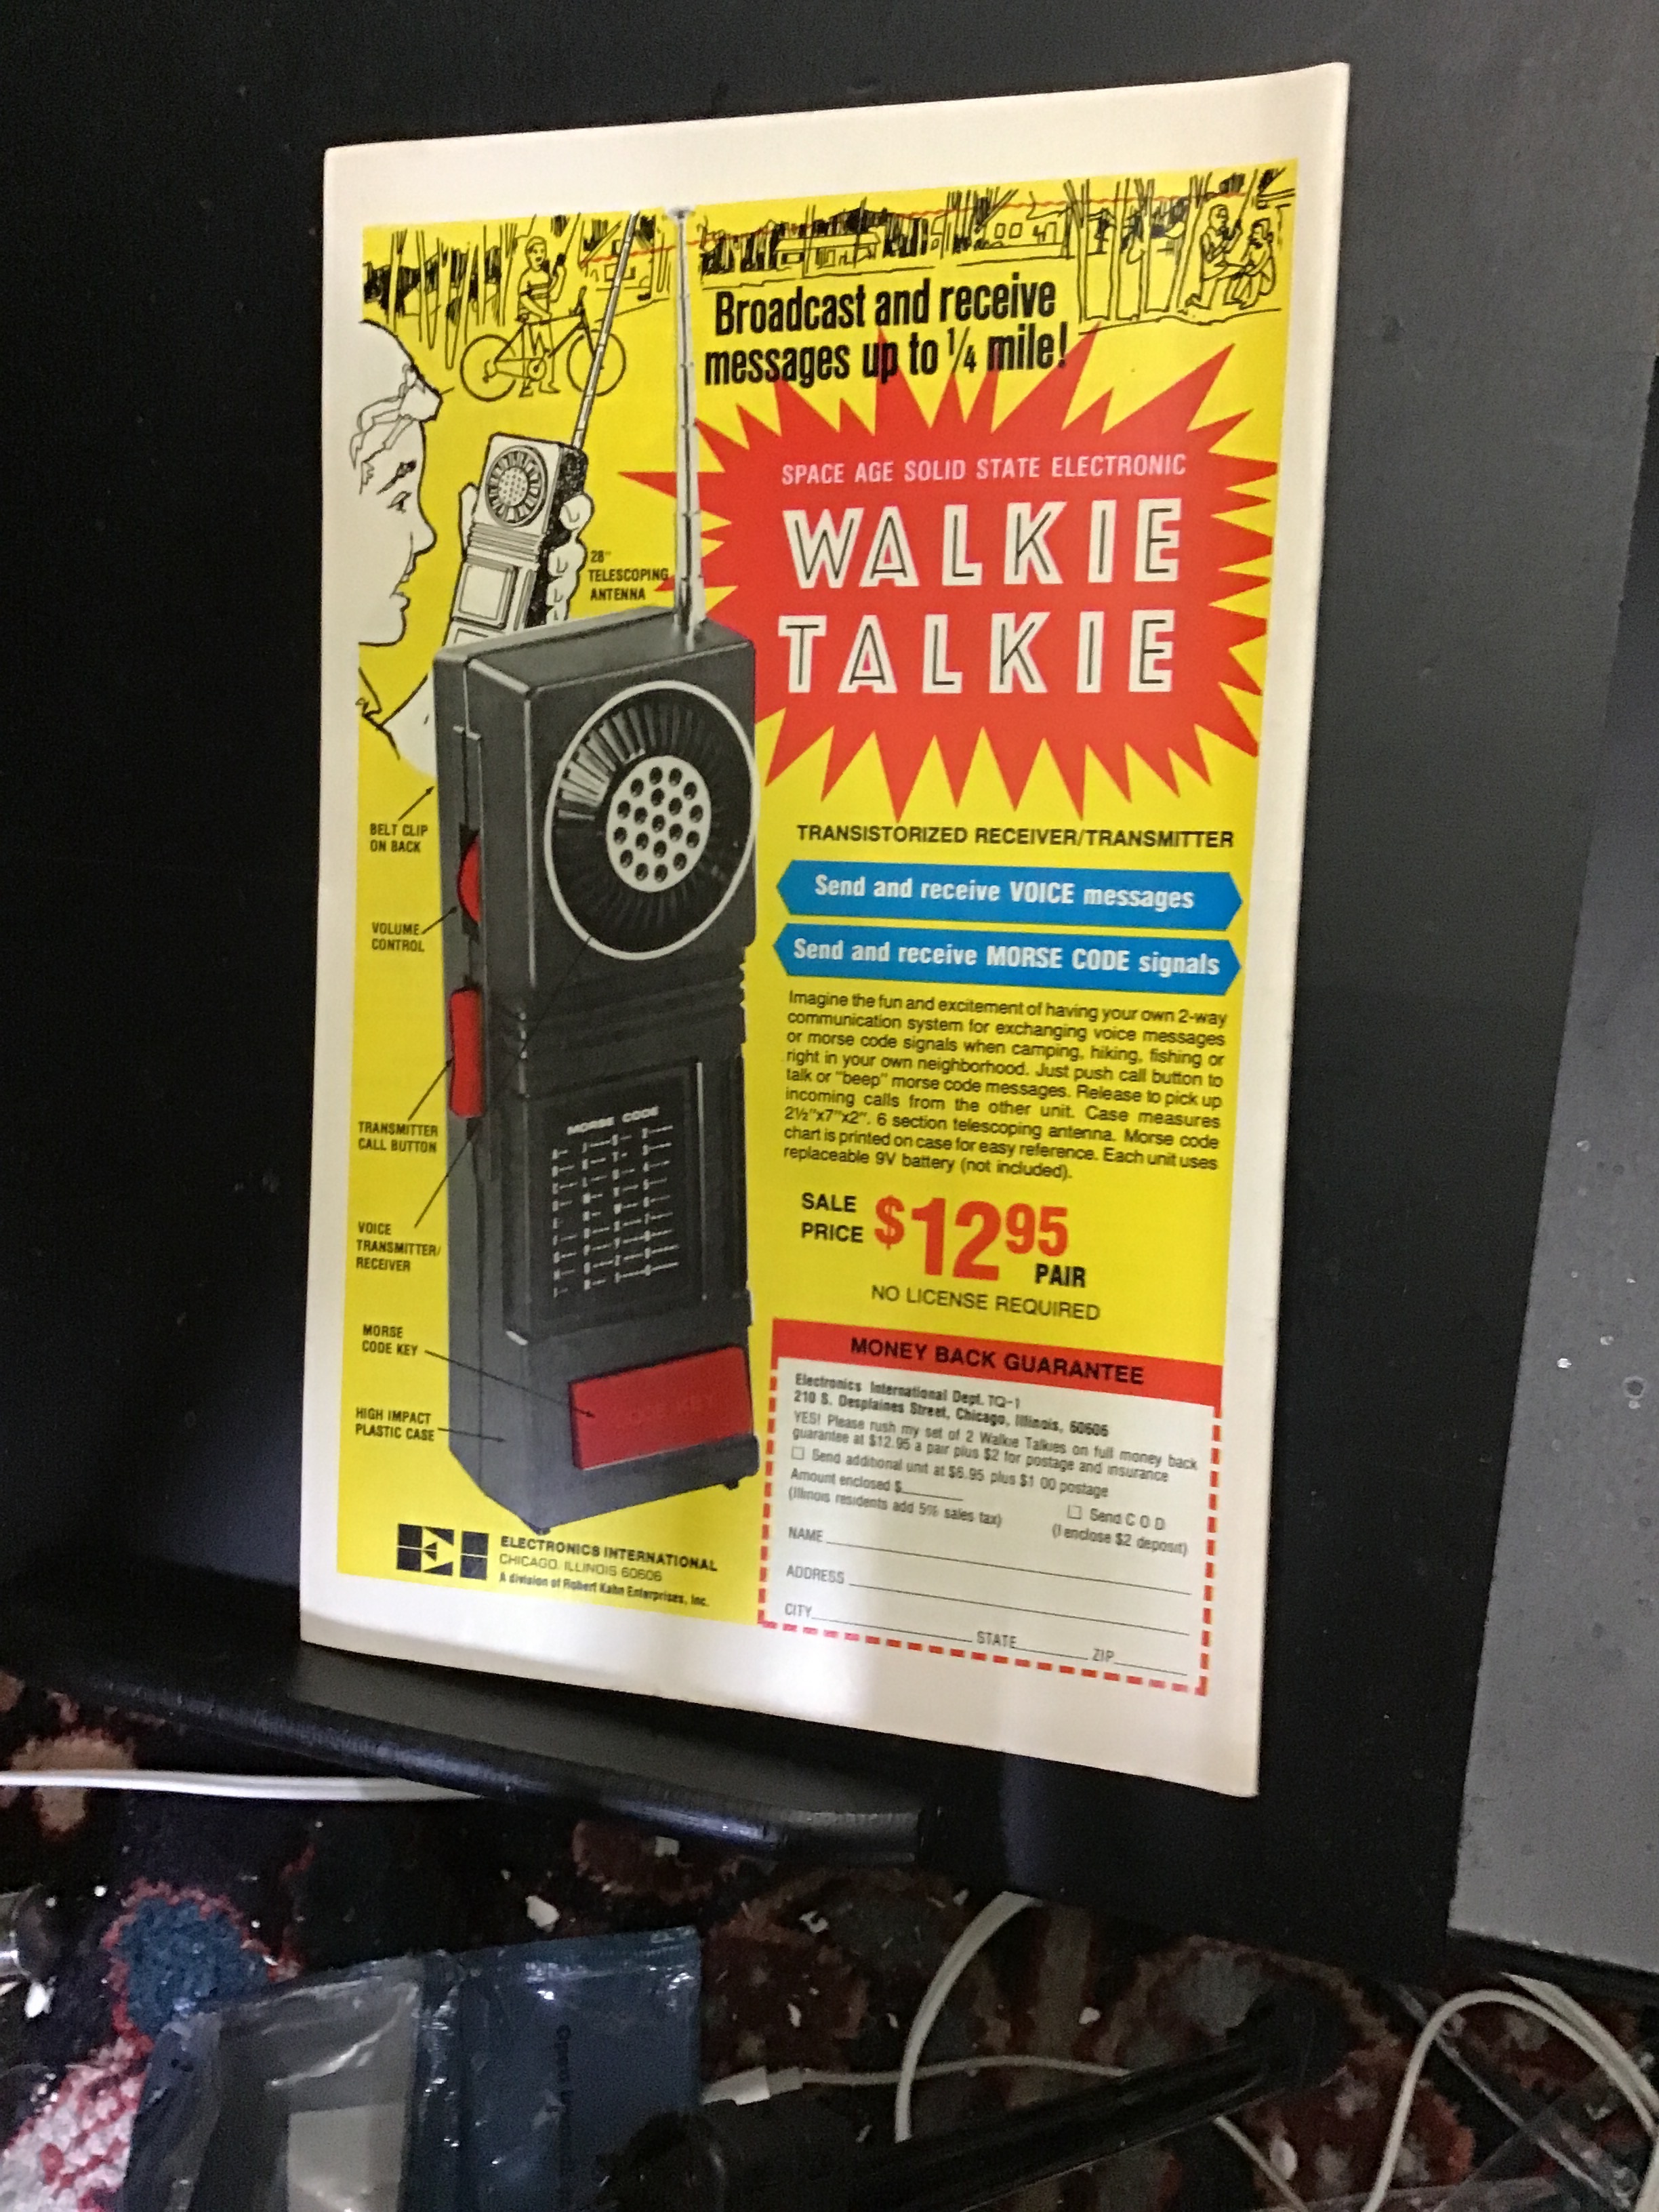 Broadcast and receive
messages up to 1/4 mile!
SPACE AGE SOLID STATE ELECTRONIC
WALKIE
TALKIE
28"
TELESCOPING
ANTENNA
BELT CLIP
ON BACK
VOLUME
CONTROL
TRANSMITTER
CALL BUTTON
VOICE
TRANSMITTER/
RECEIVER
MORSE
CODE KEY
HIGH IMPACT
PLASTIC CASE
MORSE CODE
CODE KEY
TRANSISTORIZED RECEIVER/TRANSMITTER
Send and receive VOICE messages
Send and receive MORSE CODE signals
Imagine the fun and excitement of having your own 2-way
communication system for exchanging voice messages
or morse code signals when camping, hiking, fishing or
right in your own neighborhood. Just push call button to
talk or "beep" morse code messages. Release to pick up
incoming calls from the other unit. Case measures
2½"x7"x2". 6 section telescoping antenna. Morse code
chart is printed on case for easy reference. Each unit uses
replaceable 9V battery (not included).
SALE
PRICE $12.95
PAIR
NO LICENSE REQUIRED
MONEY BACK GUARANTEE
Electronics International Dept. TQ-1
210 S. Desplaines Street, Chicago, Illinois, 60606
YES! Please rush my set of 2 Walkie Talkies on full money back
guarantee at $12.95 a pair plus $2 for postage and insurance
Send additional unit at $6.95 plus $1 00 postage
Amount enclosed $
(Illinois residents add 5% sales tax)
Send C O D
(I enclose $2 deposit)
NAME
ADDRESS
CITY STATE ZIP
ELECTRONICS INTERNATIONAL
CHICAGO, ILLINOIS 60606
A division of Robert Kahn Enterprises, Inc.